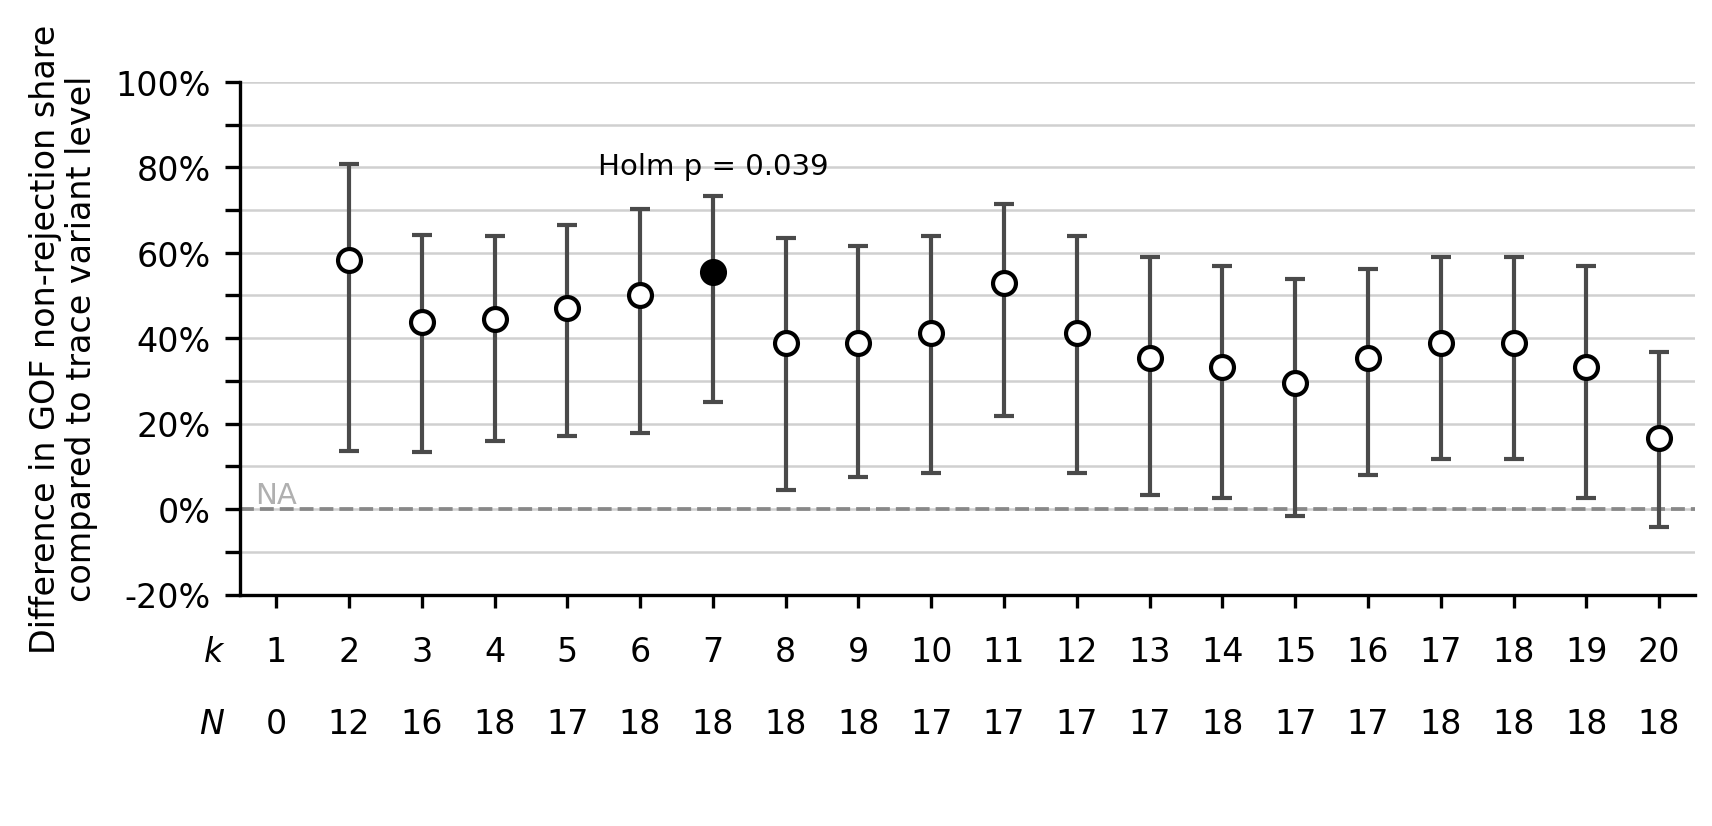 Difference in GOF non-rejection share
compared to trace variant level
100%
80%
60%
40%
20%
0%
-20%
Holm p = 0.039
NA
k 1 2 3 4 5 6 7 8 9 10 11 12 13 14 15 16 17 18 19 20
N 0 12 16 18 17 18 18 18 18 17 17 17 17 18 17 17 18 18 18 18